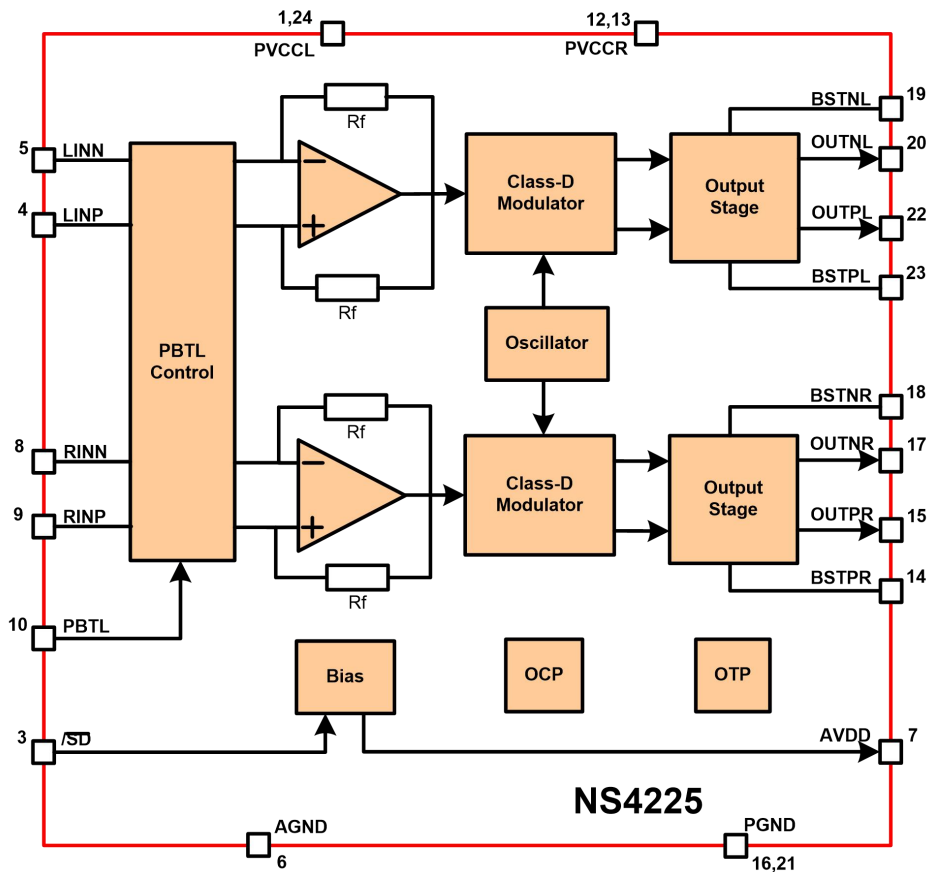 1,24
PVCCL
12,13
PVCCR
5
LINN
4
LINP
8
RINN
9
RINP
10
PBTL
3
/SD
PBTL
Control
Rf
−
+
Rf
Class-D
Modulator
Output
Stage
Oscillator
Rf
−
+
Rf
Class-D
Modulator
Output
Stage
BSTNL
19
OUTNL
20
OUTPL
22
BSTPL
23
BSTNR
18
OUTNR
17
OUTPR
15
BSTPR
14
Bias
OCP
OTP
AVDD
7
NS4225
AGND
6
PGND
16,21